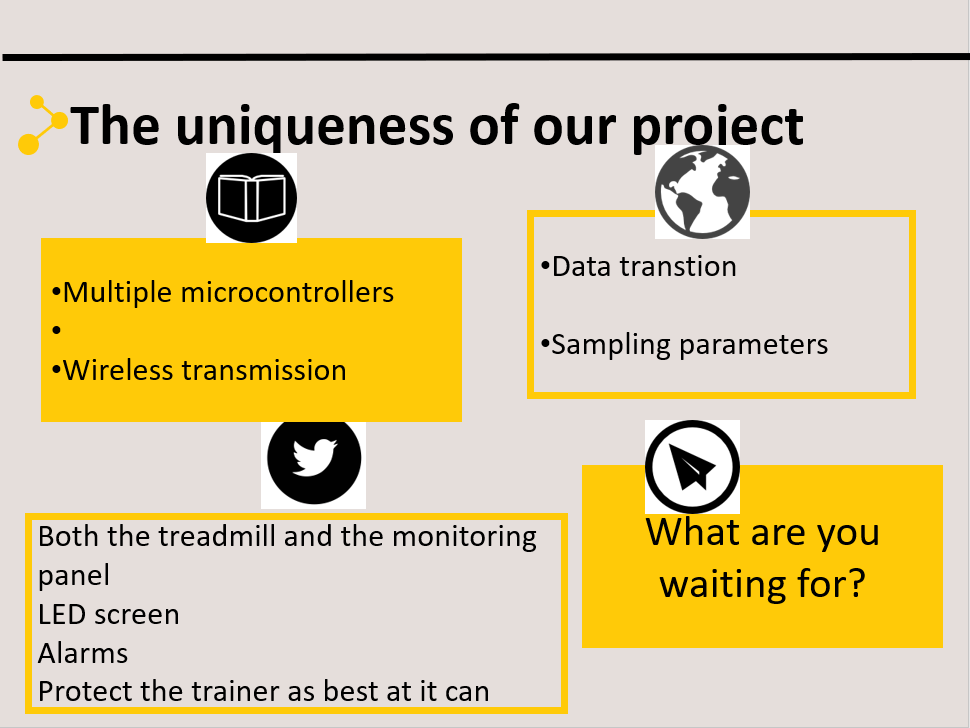 The uniqueness of our project
•Multiple microcontrollers
•
•Wireless transmission
•Data transtion
•Sampling parameters
Both the treadmill and the monitoring
panel
LED screen
Alarms
Protect the trainer as best at it can
What are you
waiting for?